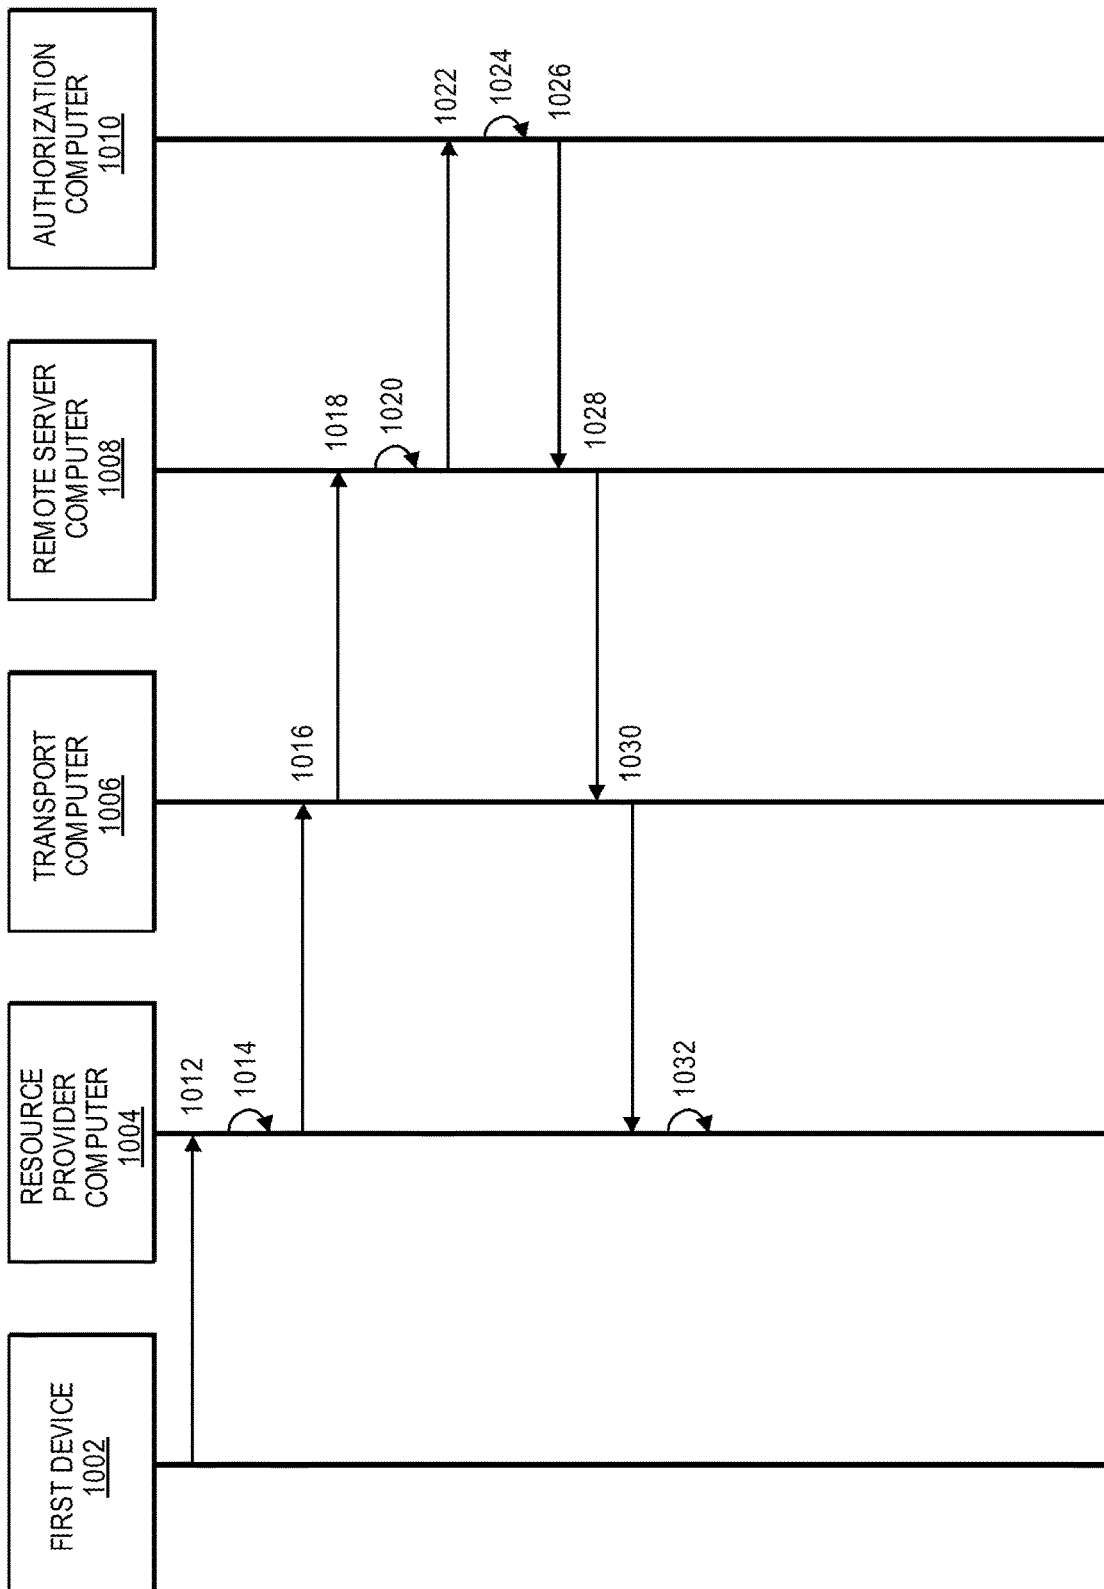 FIRST DEVICE
1002
RESOURCE
PROVIDER
COMPUTER
1004
TRANSPORT
COMPUTER
1006
REMOTE SERVER
COMPUTER
1008
AUTHORIZATION
COMPUTER
1010
1012
1014
1016
1018
1020
1022
1024
1026
1028
1030
1032